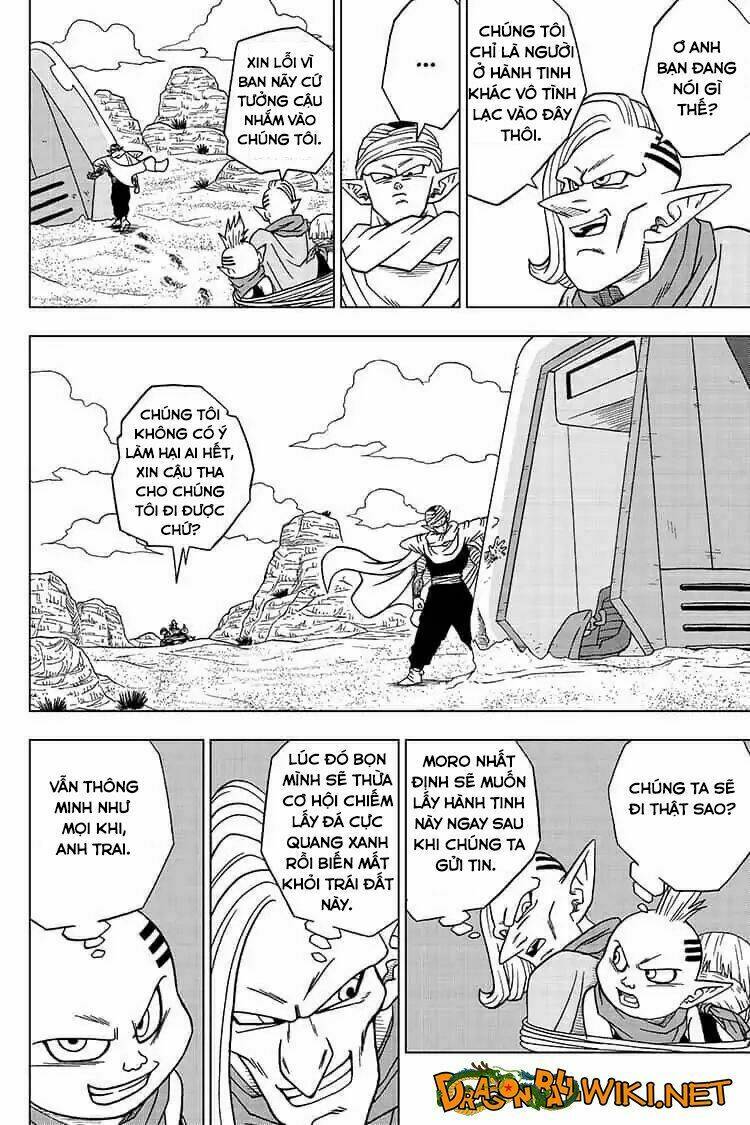 Ơ ANH
BẠN ĐANG
NÓI GÌ
THẾ?
CHÚNG TÔI
CHỈ LÀ NGƯỜI
Ở HÀNH TINH
KHÁC VÔ TÌNH
LẠC VÀO ĐÂY
THÔI.
...
XIN LỖI VÌ
BAN NÃY CỨ
TƯỞNG CẬU
NHẮM VÀO
CHÚNG TÔI.
CHÚNG TÔI
KHÔNG CÓ Ý
LÀM HẠI AI HẾT,
XIN CẬU THA
CHO CHÚNG
TÔI ĐI ĐƯỢC
CHỨ?
CHÚNG TA SẼ
ĐI THẬT SAO?
MORO NHẤT
ĐỊNH SẼ MUỐN
LẤY HÀNH TINH
NÀY NGAY SAU
KHI CHÚNG TA
GỬI TIN.
LÚC ĐÓ BỌN
MÌNH SẼ THỪA
CƠ HỘI CHIẾM
LẤY ĐÁ CỰC
QUANG XANH
RỒI BIẾN MẤT
KHỎI TRÁI ĐẤT
NÀY.
VẪN THÔNG
MINH NHƯ
MỌI KHI,
ANH TRAI.
DRAGON BALL WIKI.NET